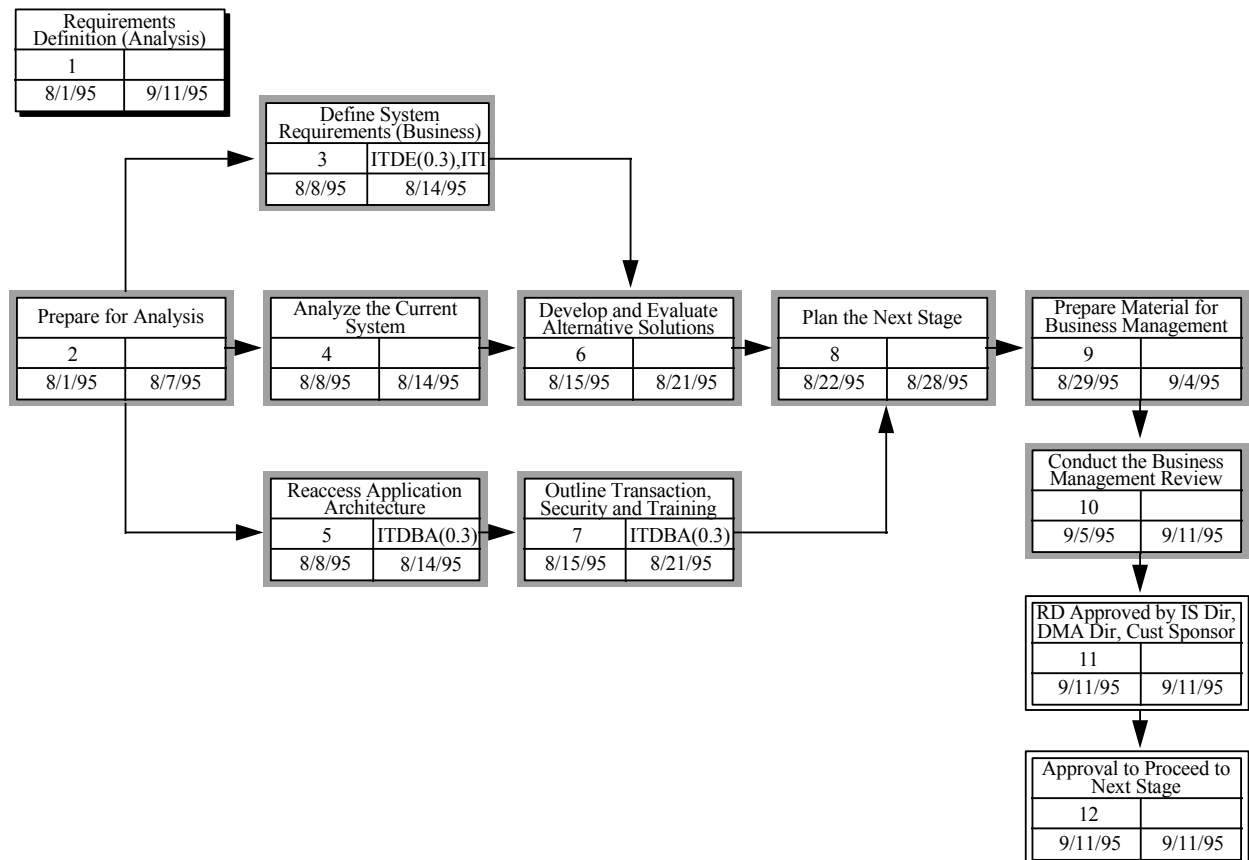 Requirements
Definition (Analysis)
1
8/1/95 9/11/95
Define System
Requirements (Business)
3 ITDE(0.3),ITI
8/8/95 8/14/95
Prepare for Analysis
2
8/1/95 8/7/95
Analyze the Current
System
4
8/8/95 8/14/95
Develop and Evaluate
Alternative Solutions
6
8/15/95 8/21/95
Plan the Next Stage
8
8/22/95 8/28/95
Prepare Material for
Business Management
9
8/29/95 9/4/95
Reaccess Application
Architecture
5 ITDBA(0.3)
8/8/95 8/14/95
Outline Transaction,
Security and Training
7 ITDBA(0.3)
8/15/95 8/21/95
Conduct the Business
Management Review
10
9/5/95 9/11/95
RD Approved by IS Dir,
DMA Dir, Cust Sponsor
11
9/11/95 9/11/95
Approval to Proceed to
Next Stage
12
9/11/95 9/11/95